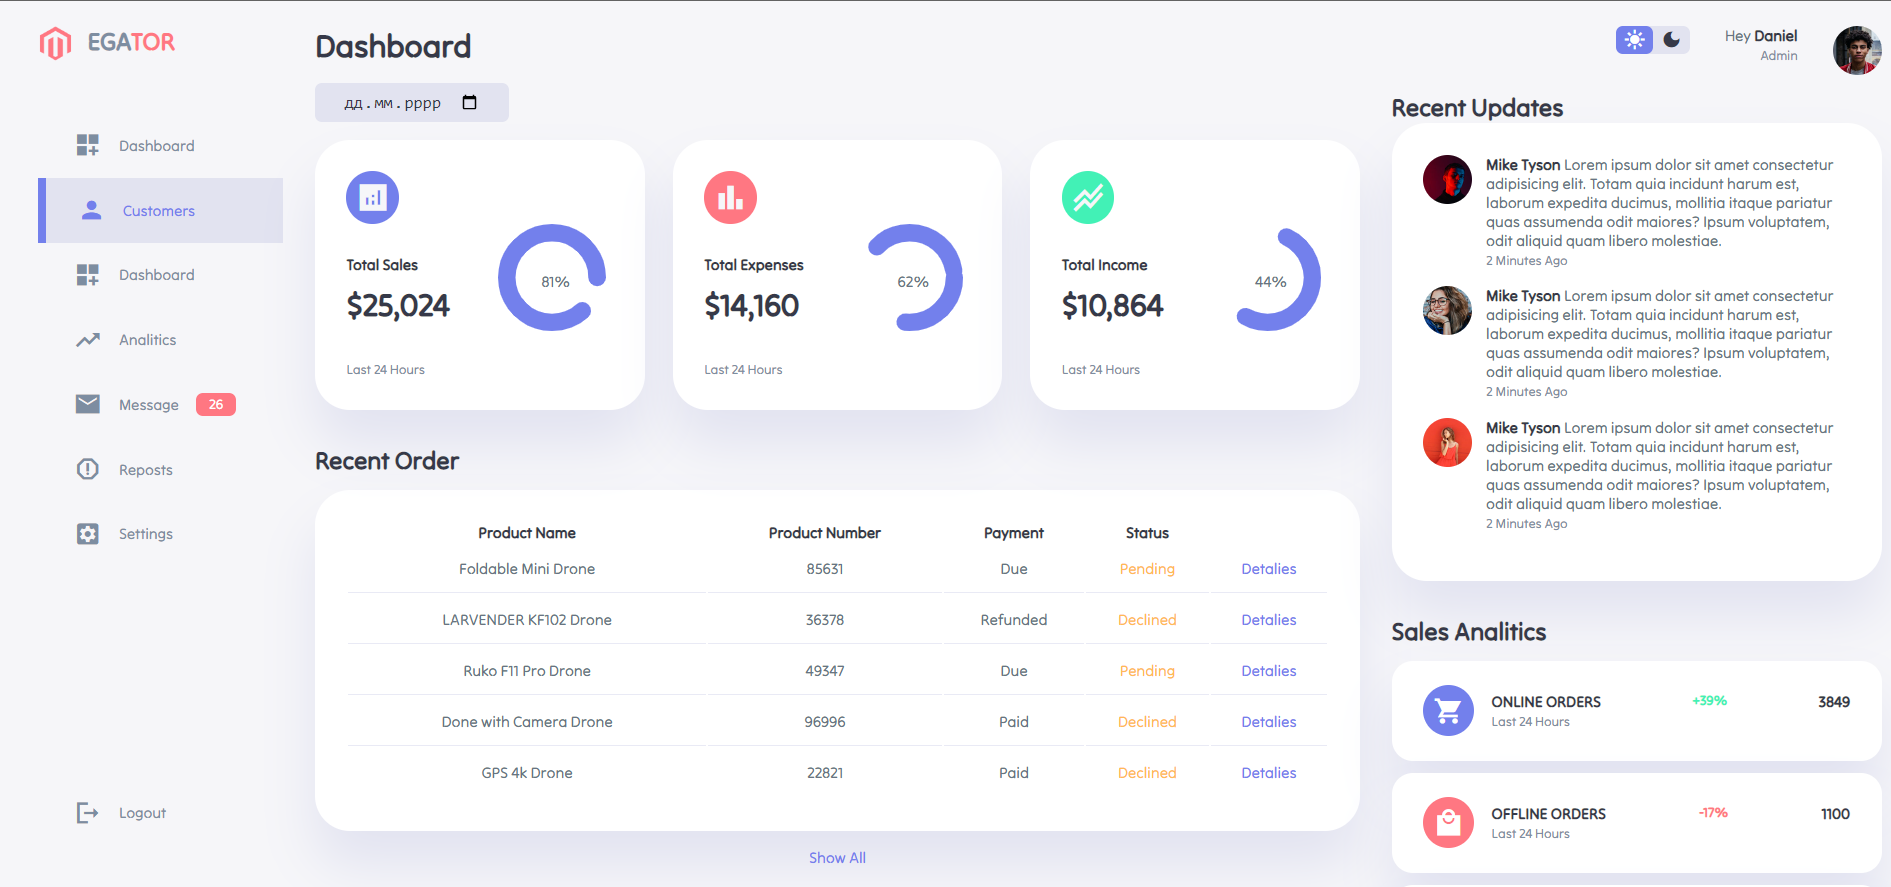 EGATOR
Dashboard
Customers
Dashboard
Analitics
Message 26
Reposts
Settings
Logout
Dashboard
дд.мм.рррр
Total Sales
$25,024
81%
Last 24 Hours
Total Expenses
$14,160
62%
Last 24 Hours
Total Income
$10,864
44%
Last 24 Hours
Recent Order
Product Name Product Number Payment Status
Foldable Mini Drone 85631 Due Pending Detalies
LARVENDER KF102 Drone 36378 Refunded Declined Detalies
Ruko F11 Pro Drone 49347 Due Pending Detalies
Done with Camera Drone 96996 Paid Declined Detalies
GPS 4k Drone 22821 Paid Declined Detalies
Show All
Hey Daniel
Admin
Recent Updates
Mike Tyson Lorem ipsum dolor sit amet consectetur
adipisicing elit. Totam quia incidunt harum est,
laborum expedita ducimus, mollitia itaque pariatur
quas assumenda odit maiores? Ipsum voluptatem,
odit aliquid quam libero molestiae.
2 Minutes Ago
Mike Tyson Lorem ipsum dolor sit amet consectetur
adipisicing elit. Totam quia incidunt harum est,
laborum expedita ducimus, mollitia itaque pariatur
quas assumenda odit maiores? Ipsum voluptatem,
odit aliquid quam libero molestiae.
2 Minutes Ago
Mike Tyson Lorem ipsum dolor sit amet consectetur
adipisicing elit. Totam quia incidunt harum est,
laborum expedita ducimus, mollitia itaque pariatur
quas assumenda odit maiores? Ipsum voluptatem,
odit aliquid quam libero molestiae.
2 Minutes Ago
Sales Analitics
ONLINE ORDERS +39% 3849
Last 24 Hours
OFFLINE ORDERS -17% 1100
Last 24 Hours